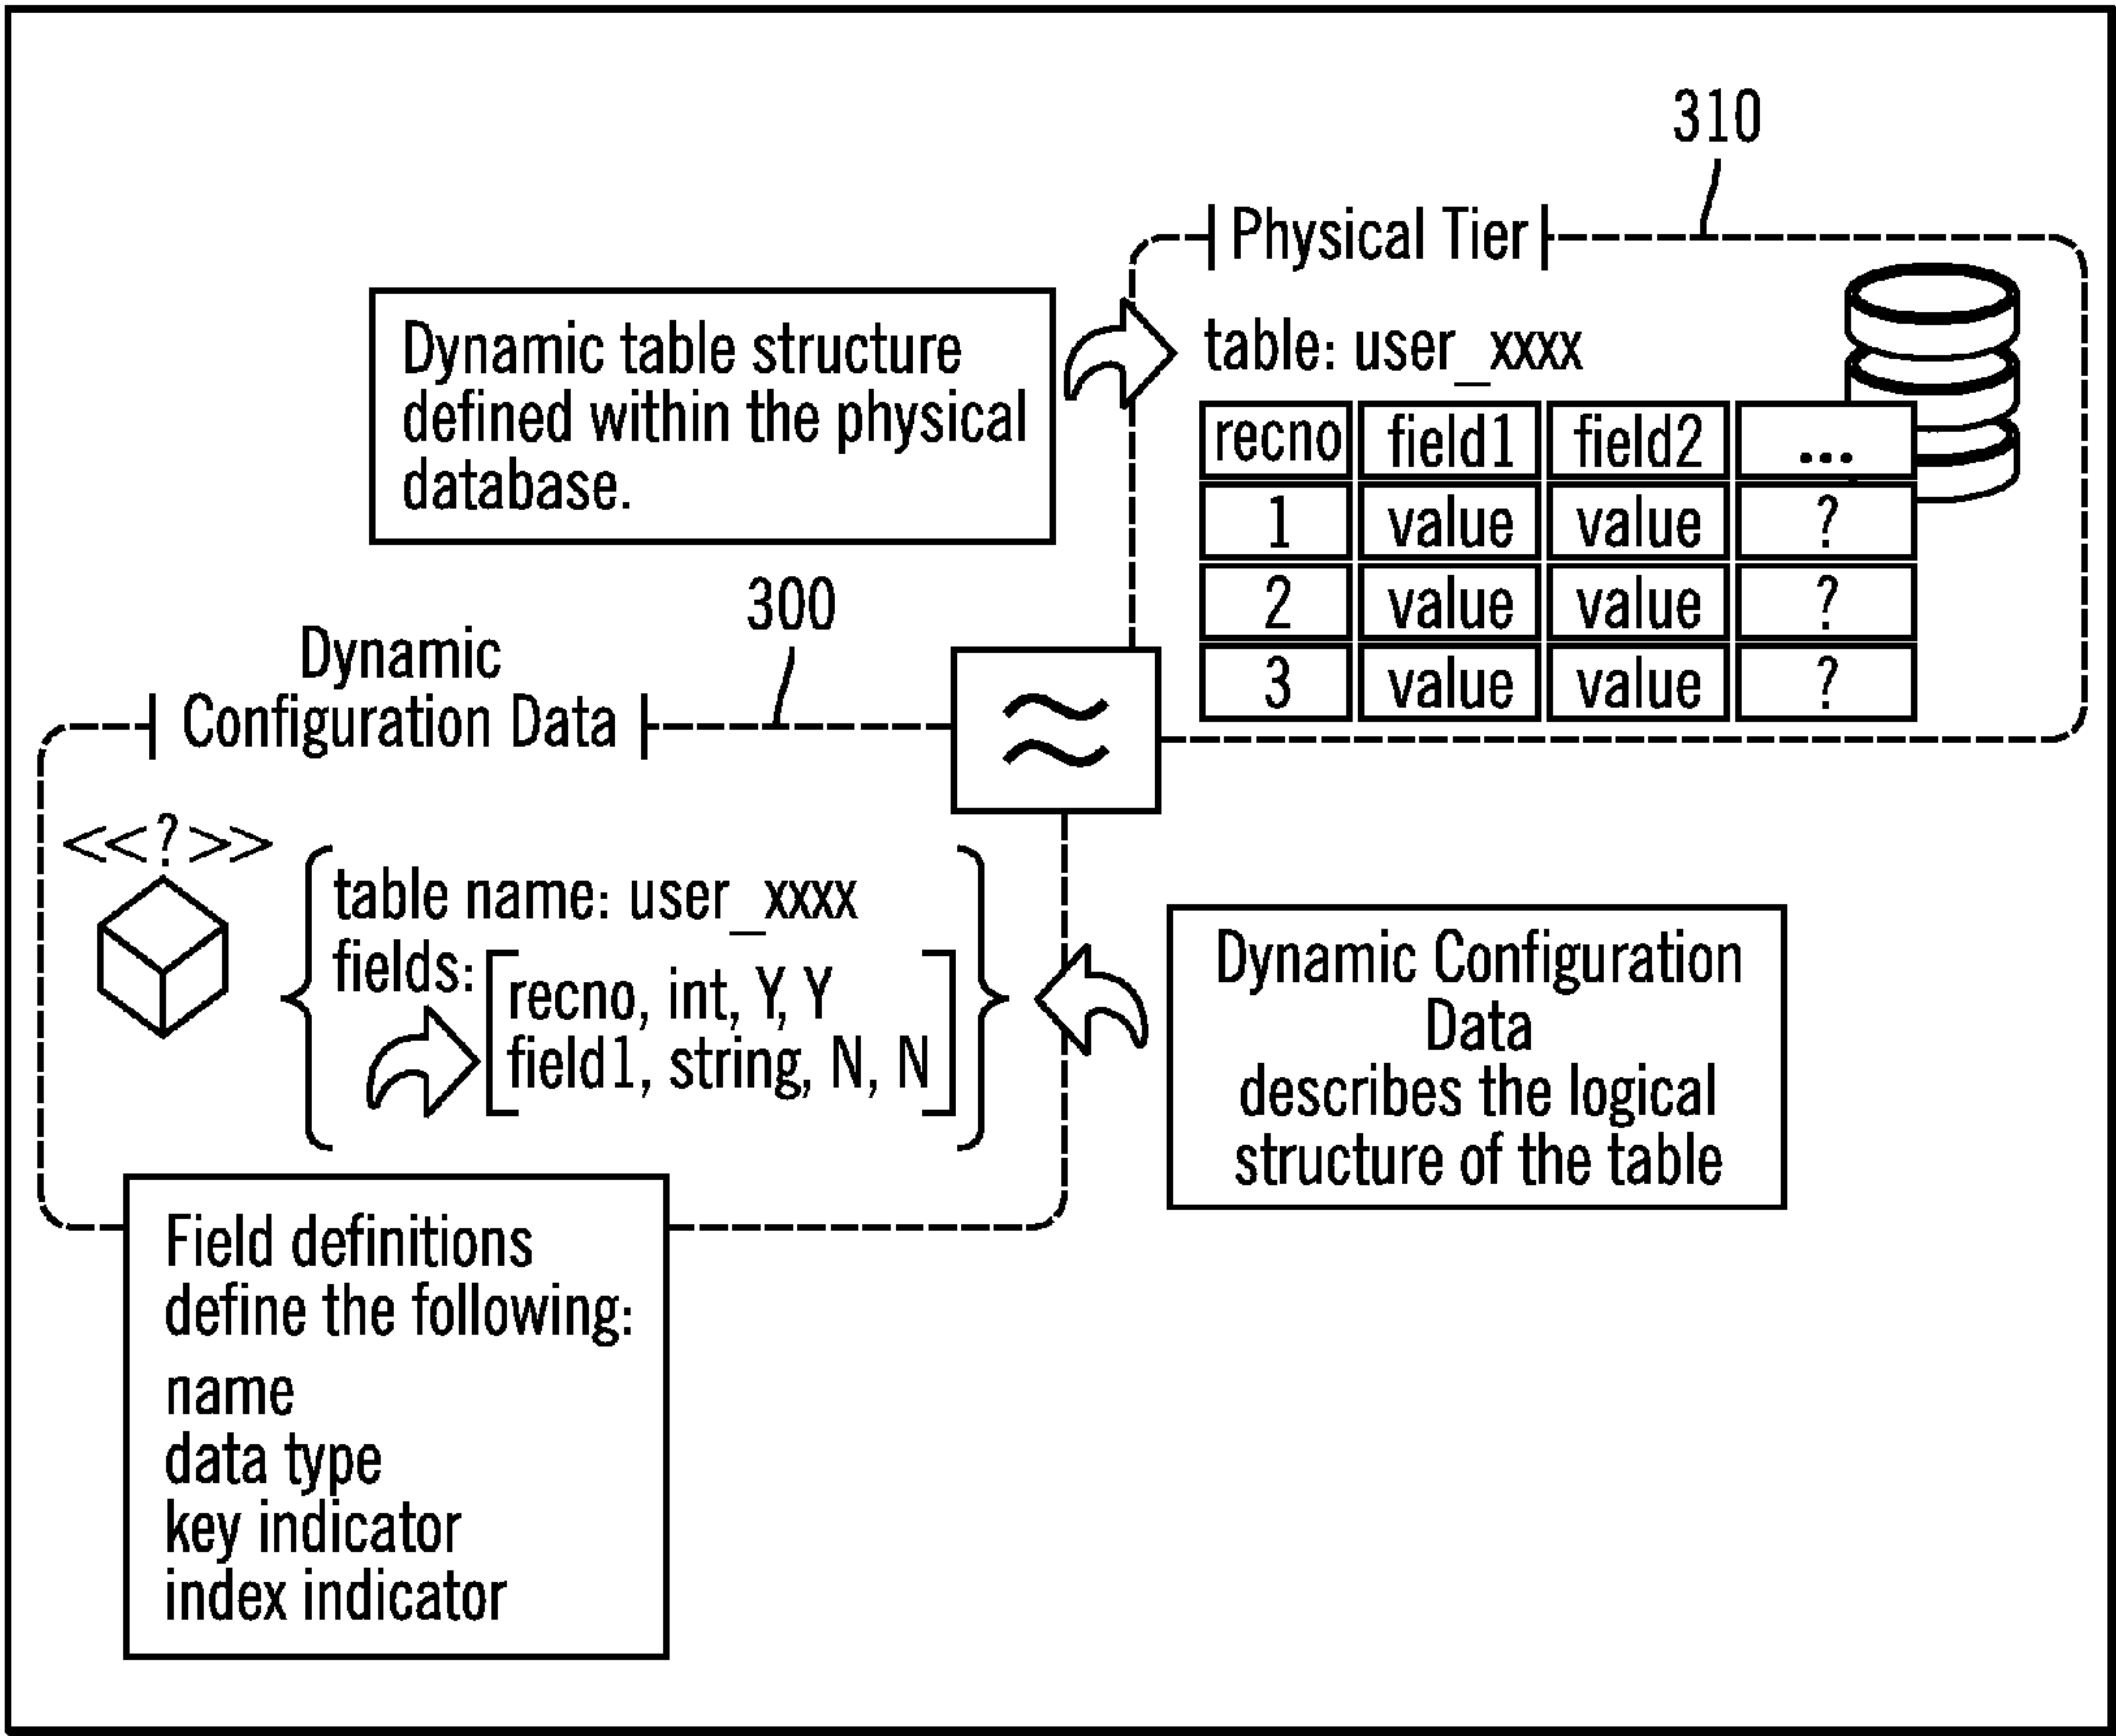 310
Physical Tier
Dynamic table structure
defined within the physical
database.
table: user_xxxx
recno field1 field2 ...
1 value value ?
2 value value ?
3 value value ?
300
Dynamic
Configuration Data
≈
<<?>>
table name: user_xxxx
fields:
recno, int, Y, Y
field1, string, N, N
Dynamic Configuration
Data
describes the logical
structure of the table
Field definitions
define the following:
name
data type
key indicator
index indicator